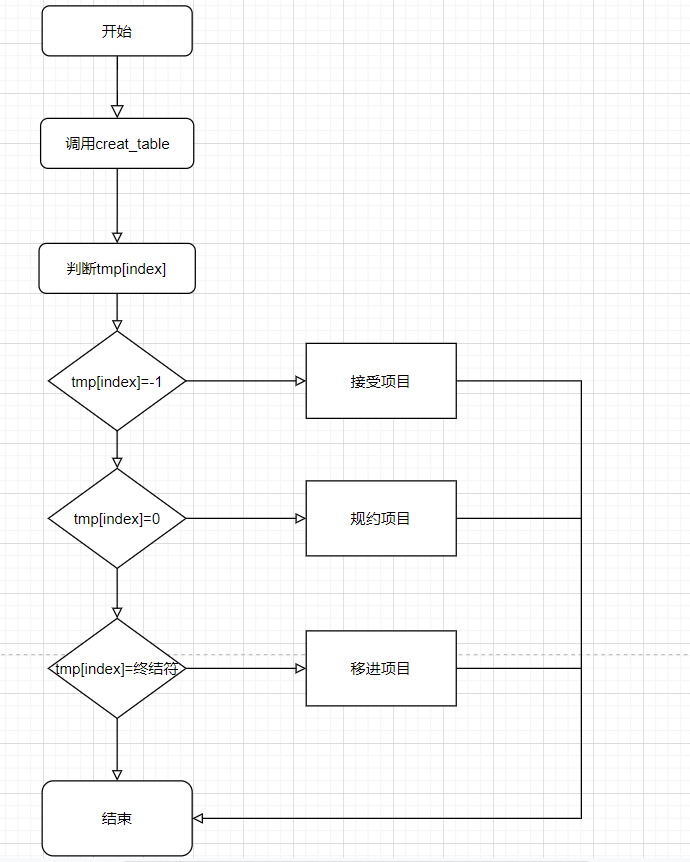 开始
调用creat_table
判断tmp[index]
tmp[index]=-1
接受项目
tmp[index]=0
规约项目
tmp[index]=终结符
移进项目
结束